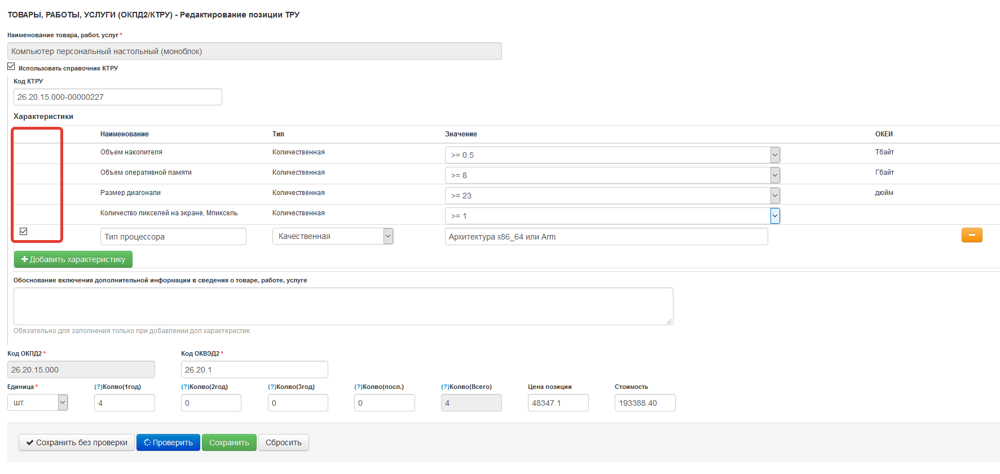 ТОВАРЫ, РАБОТЫ, УСЛУГИ (ОКПД2/КТРУ) - Редактирование позиции ТРУ
Наименование товара, работ, услуг *
Компьютер персональный настольный (моноблок)
Использовать справочник КТРУ
Код КТРУ
26.20.15.000-00000227
Характеристики
Наименование Тип Значение ОКЕИ
Объем накопителя Количественная >= 0.5 Тбайт
Объем оперативной памяти Количественная >= 8 Гбайт
Размер диагонали Количественная >= 23 дюйм
Количество пикселей на экране, Мпиксель Количественная >= 1
Тип процессора Качественная Архитектура x86_64 или Arm
Добавить характеристику
Обоснование включения дополнительной информации в сведения о товаре, работе, услуге
Обязательно для заполнения только при добавлении доп характеристик
Код ОКПД2 * Код ОКВЭД2 *
26.20.15.000 26.20.1
Единица * (?)Колво(1год) (?)Колво(2год) (?)Колво(3год) (?)Колво(посл.) (?)Колво(Всего) Цена позиции Стоимость
шт. 4 0 0 0 4 48347.1 193388.40
Сохранить без проверки Проверить Сохранить Сбросить